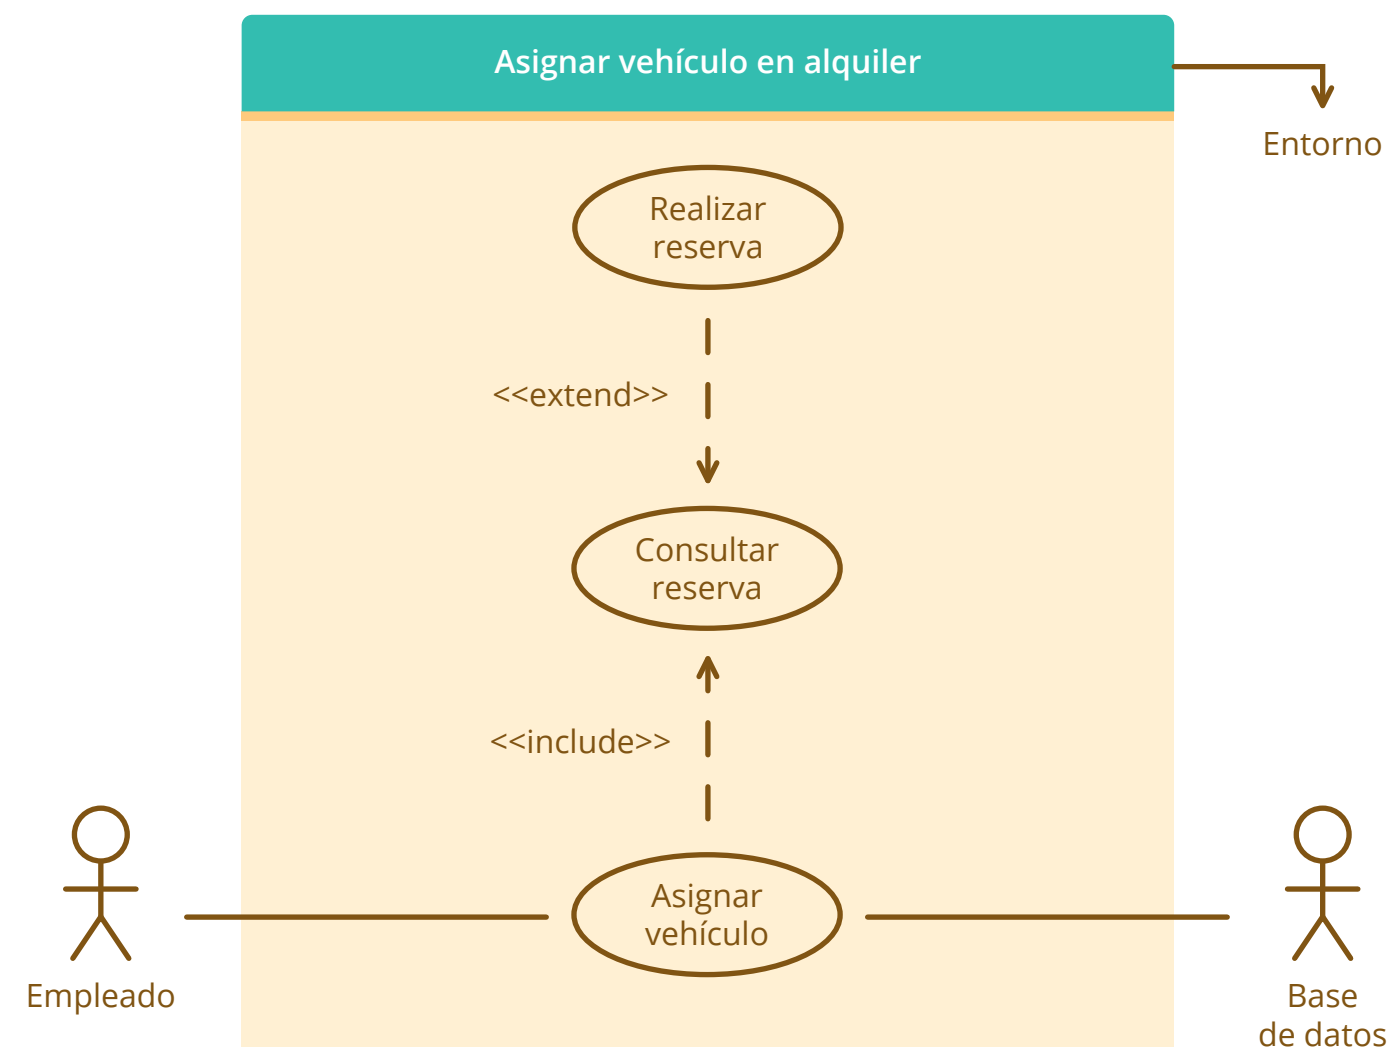 Asignar vehículo en alquiler
Entorno
Realizar
reserva
<<extend>>
Consultar
reserva
<<include>>
Asignar
vehículo
Empleado
Base
de datos